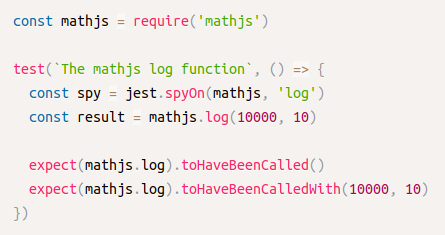 const mathjs = require('mathjs')

test(`The mathjs log function`, () => {
  const spy = jest.spyOn(mathjs, 'log')
  const result = mathjs.log(10000, 10)

  expect(mathjs.log).toHaveBeenCalled()
  expect(mathjs.log).toHaveBeenCalledWith(10000, 10)
})